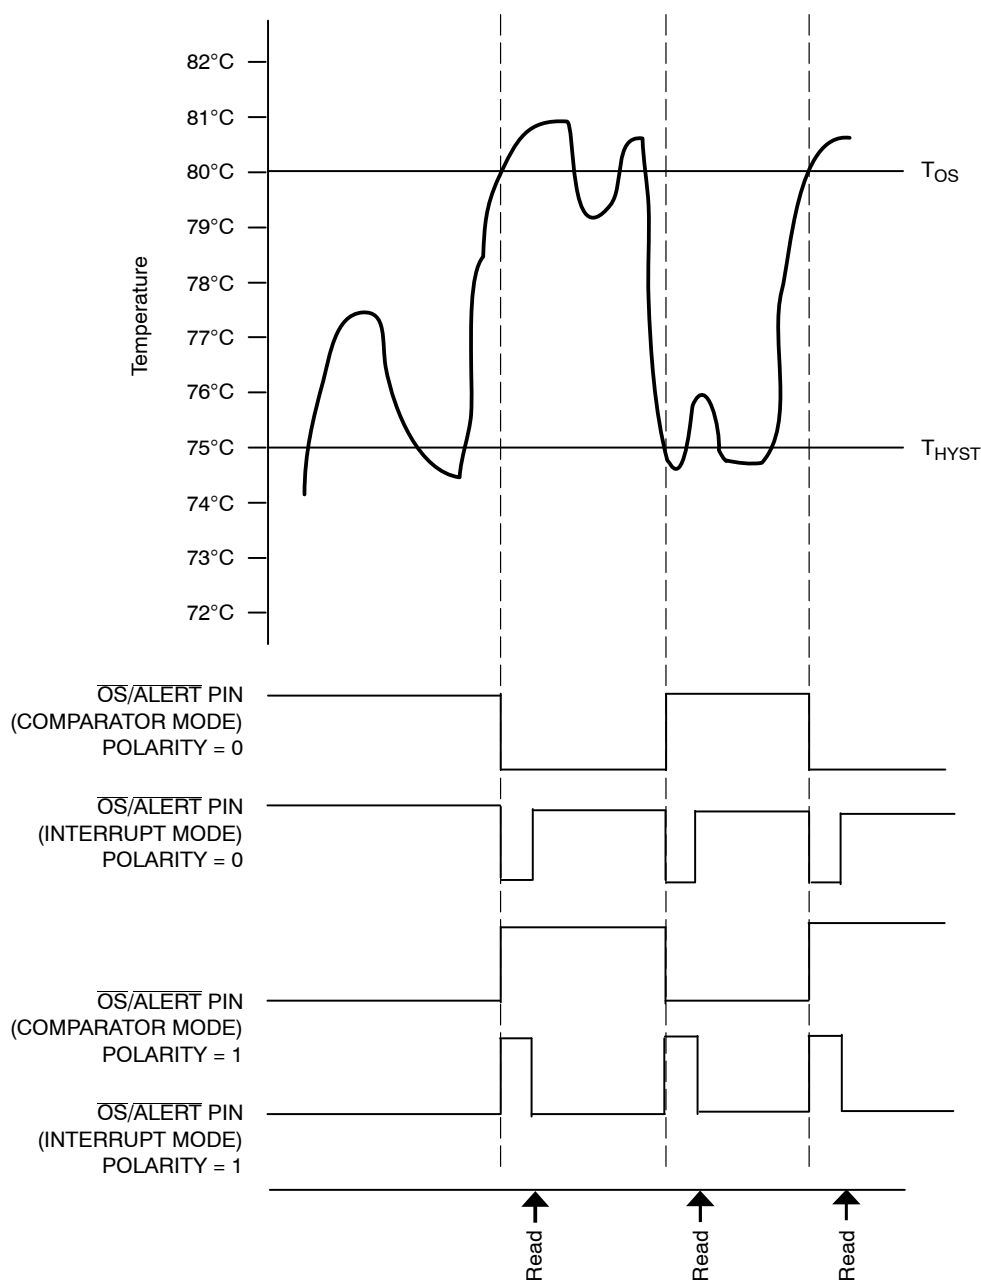 82°C
81°C
80°C
TOS
79°C
78°C
Temperature
77°C
76°C
75°C
THYST
74°C
73°C
72°C
OS/ALERT PIN
(COMPARATOR MODE)
POLARITY = 0
OS/ALERT PIN
(INTERRUPT MODE)
POLARITY = 0
OS/ALERT PIN
(COMPARATOR MODE)
POLARITY = 1
OS/ALERT PIN
(INTERRUPT MODE)
POLARITY = 1
Read
Read
Read